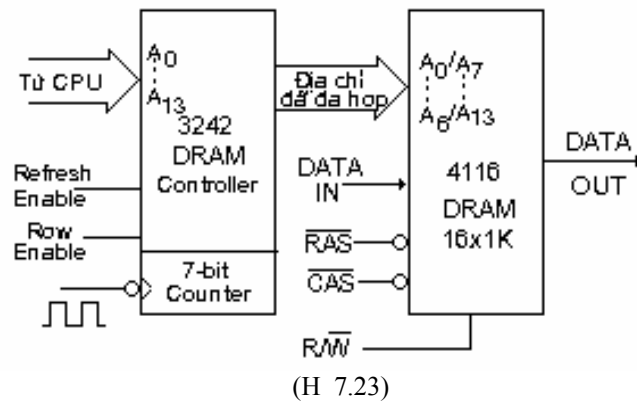 Từ CPU
A0
A13
3242
DRAM
Controller
Refresh
Enable
Row
Enable
7-bit
Counter
Địa chỉ
đã đa hợp
A0/A7
A6/A13
DATA
IN
4116
DRAM
16x1K
RAS
CAS
R/W
DATA
OUT
(H 7.23)